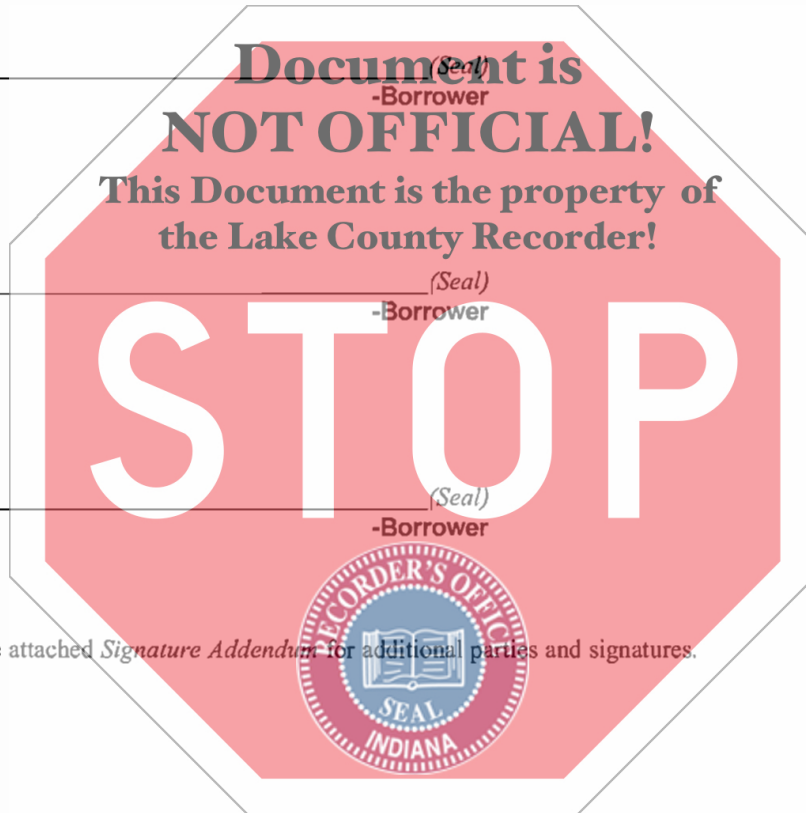 Document is
(Seal)
-Borrower
NOT OFFICIAL!
This Document is the property of
the Lake County Recorder!
(Seal)
-Borrower
STOP
(Seal)
-Borrower
RECORDER'S OFFICE
attached Signature Addendum for additional parties and signatures.
SEAL
INDIANA